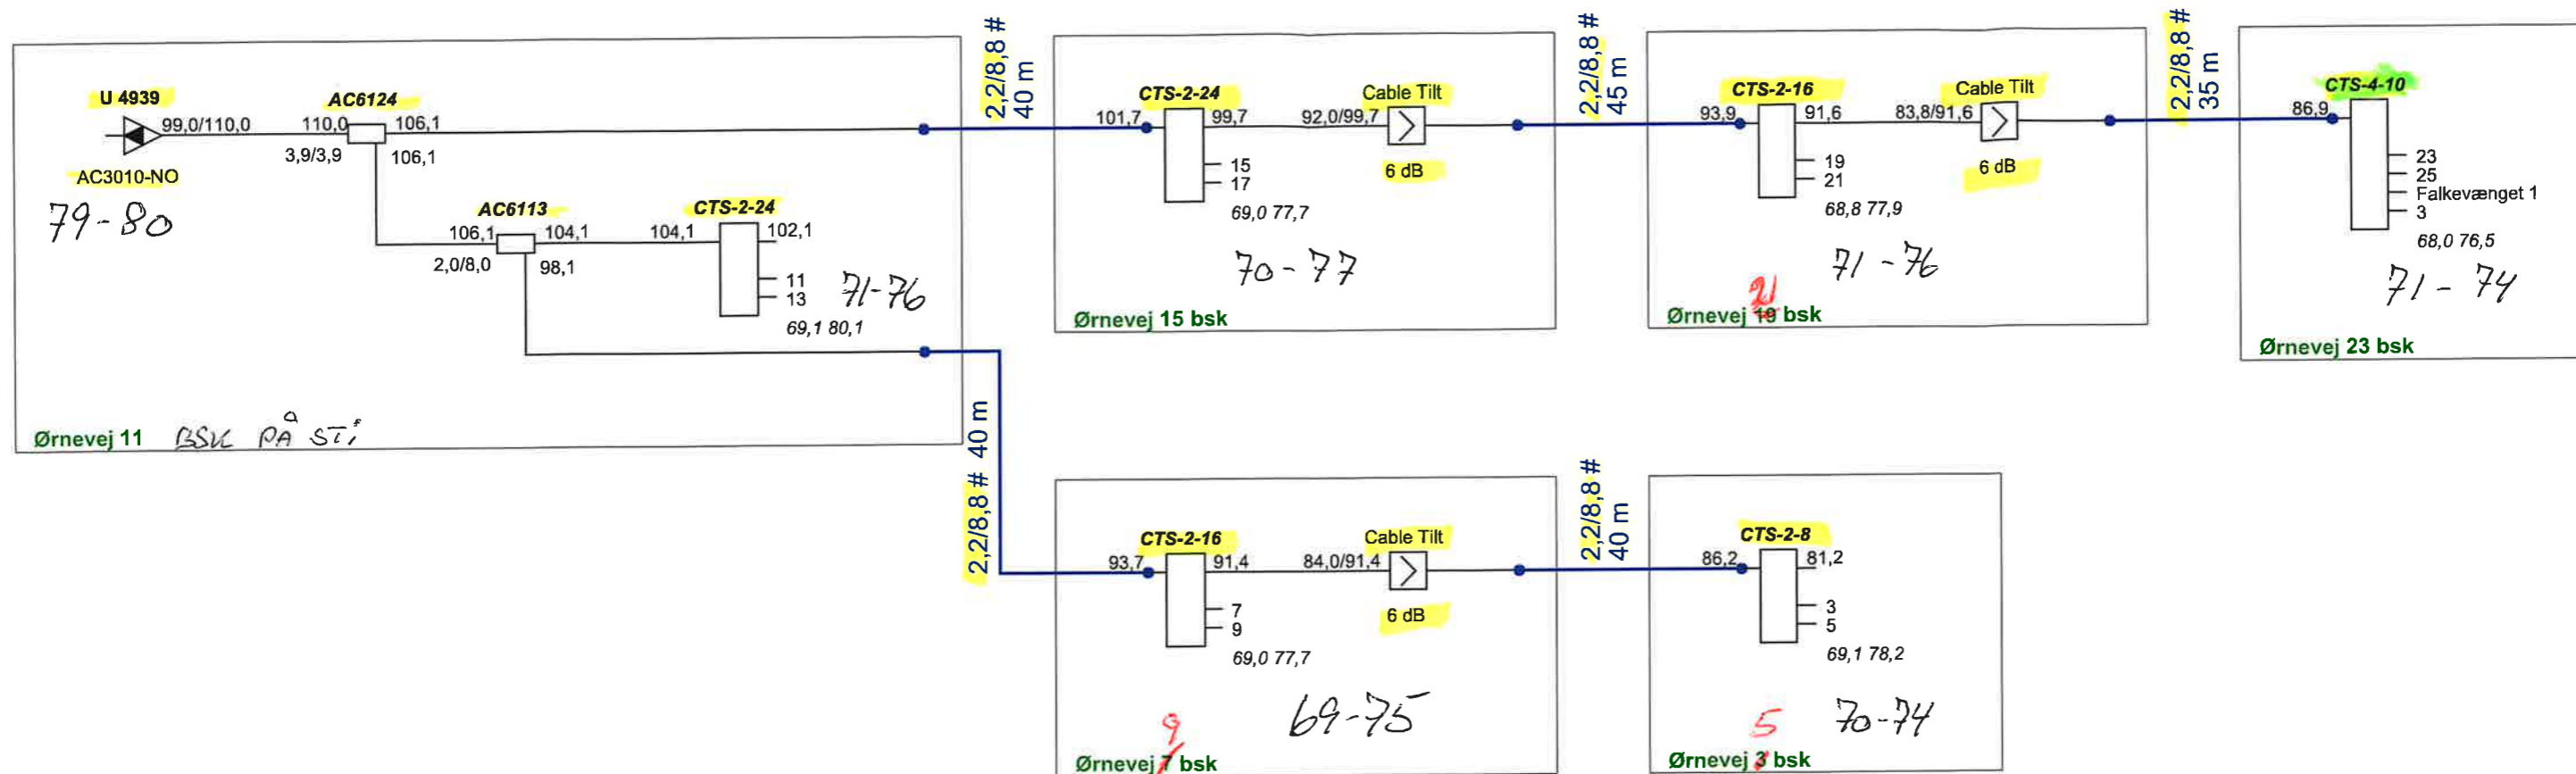 U 4939
99,0/110,0
AC3010-NO
79-80
AC6124
110,0
106,1
3,9/3,9
106,1
AC6113
106,1
104,1
2,0/8,0
98,1
CTS-2-24
104,1
102,1
11
13
71-76
69,1 80,1
Ørnevej 11 BSK PÅ STi
2,2/8,8 #
40 m
CTS-2-24
101,7
99,7
15
17
69,0 77,7
Cable Tilt
92,0/99,7
6 dB
70-77
Ørnevej 15 bsk
2,2/8,8 #
45 m
CTS-2-16
93,9
91,6
19
21
68,8 77,9
Cable Tilt
83,8/91,6
6 dB
71-76
21
Ørnevej 19 bsk
2,2/8,8 #
35 m
CTS-4-10
86,9
23
25
Falkevænget 1
3
68,0 76,5
71-74
Ørnevej 23 bsk
2,2/8,8 # 40 m
CTS-2-16
93,7
91,4
7
9
69,0 77,7
Cable Tilt
84,0/91,4
6 dB
69-75
9
Ørnevej 7 bsk
2,2/8,8 #
40 m
CTS-2-8
86,2
81,2
3
5
69,1 78,2
70-74
5
Ørnevej 3 bsk